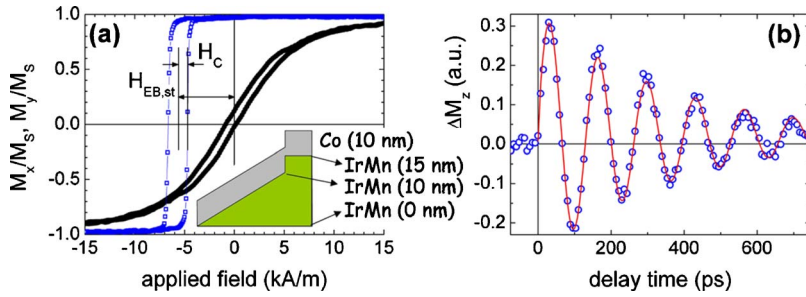 (a)
H_C
H_EB,st
Co (10 nm)
IrMn (15 nm)
IrMn (10 nm)
IrMn (0 nm)
M_x/M_S, M_y/M_S
1.0
0.5
0.0
-0.5
-1.0
-15 -10 -5 0 5 10 15
applied field (kA/m)
(b)
ΔM_z (a.u.)
0.3
0.2
0.1
0.0
-0.1
-0.2
0 200 400 600
delay time (ps)